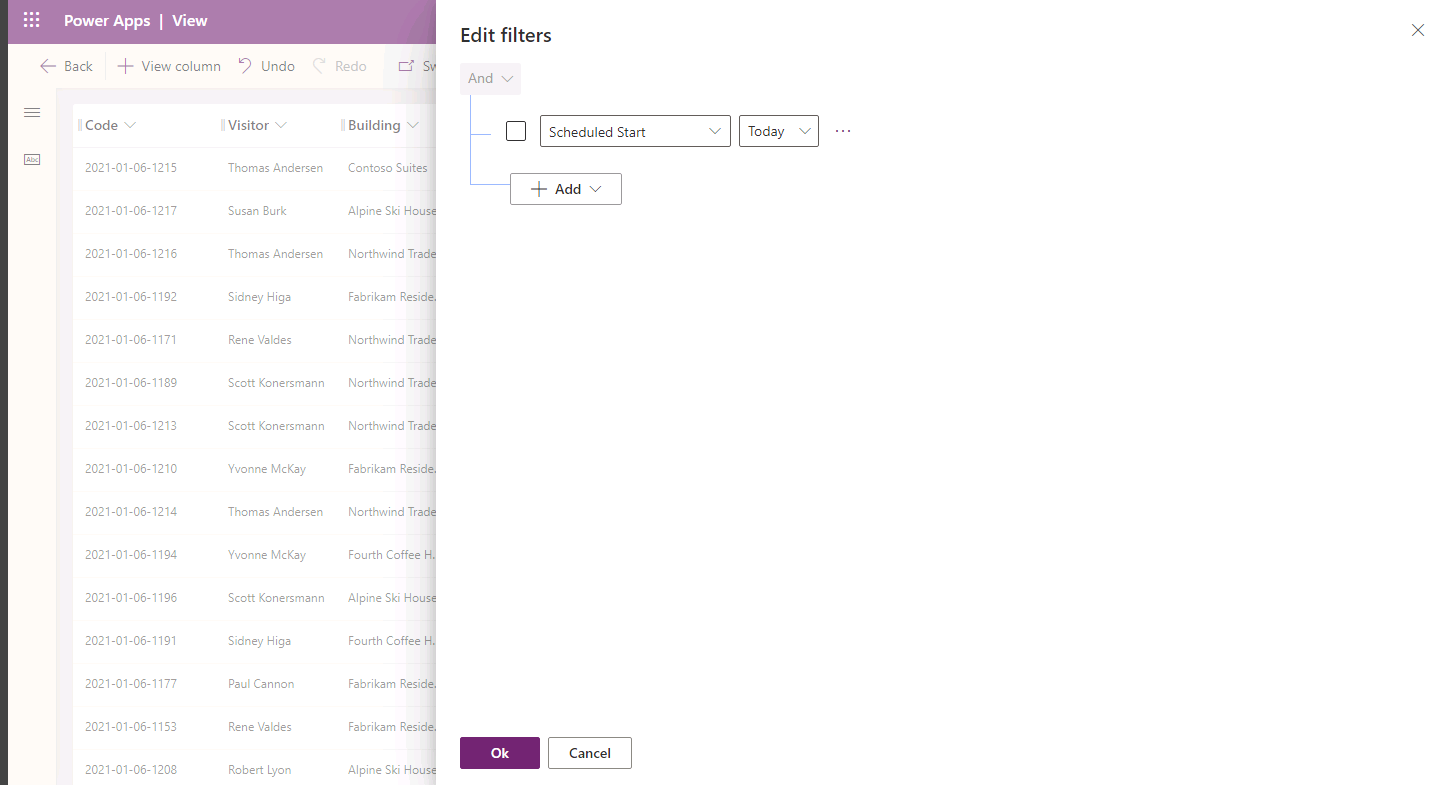 Power Apps | View
Back
View column
Undo
Redo
Sw
Abc
Code
Visitor
Building
2021-01-06-1215 Thomas Andersen Contoso Suites
2021-01-06-1217 Susan Burk Alpine Ski House
2021-01-06-1216 Thomas Andersen Northwind Trade
2021-01-06-1192 Sidney Higa Fabrikam Reside...
2021-01-06-1171 Rene Valdes Northwind Trade
2021-01-06-1189 Scott Konersmann Northwind Trade
2021-01-06-1213 Scott Konersmann Northwind Trade
2021-01-06-1210 Yvonne McKay Fabrikam Reside...
2021-01-06-1214 Thomas Andersen Northwind Trade
2021-01-06-1194 Yvonne McKay Fourth Coffee H...
2021-01-06-1196 Scott Konersmann Alpine Ski House
2021-01-06-1191 Sidney Higa Fourth Coffee H...
2021-01-06-1177 Paul Cannon Fabrikam Reside...
2021-01-06-1153 Rene Valdes Fabrikam Reside...
2021-01-06-1208 Robert Lyon Alpine Ski House
Edit filters
And
Scheduled Start
Today
Add
Ok
Cancel